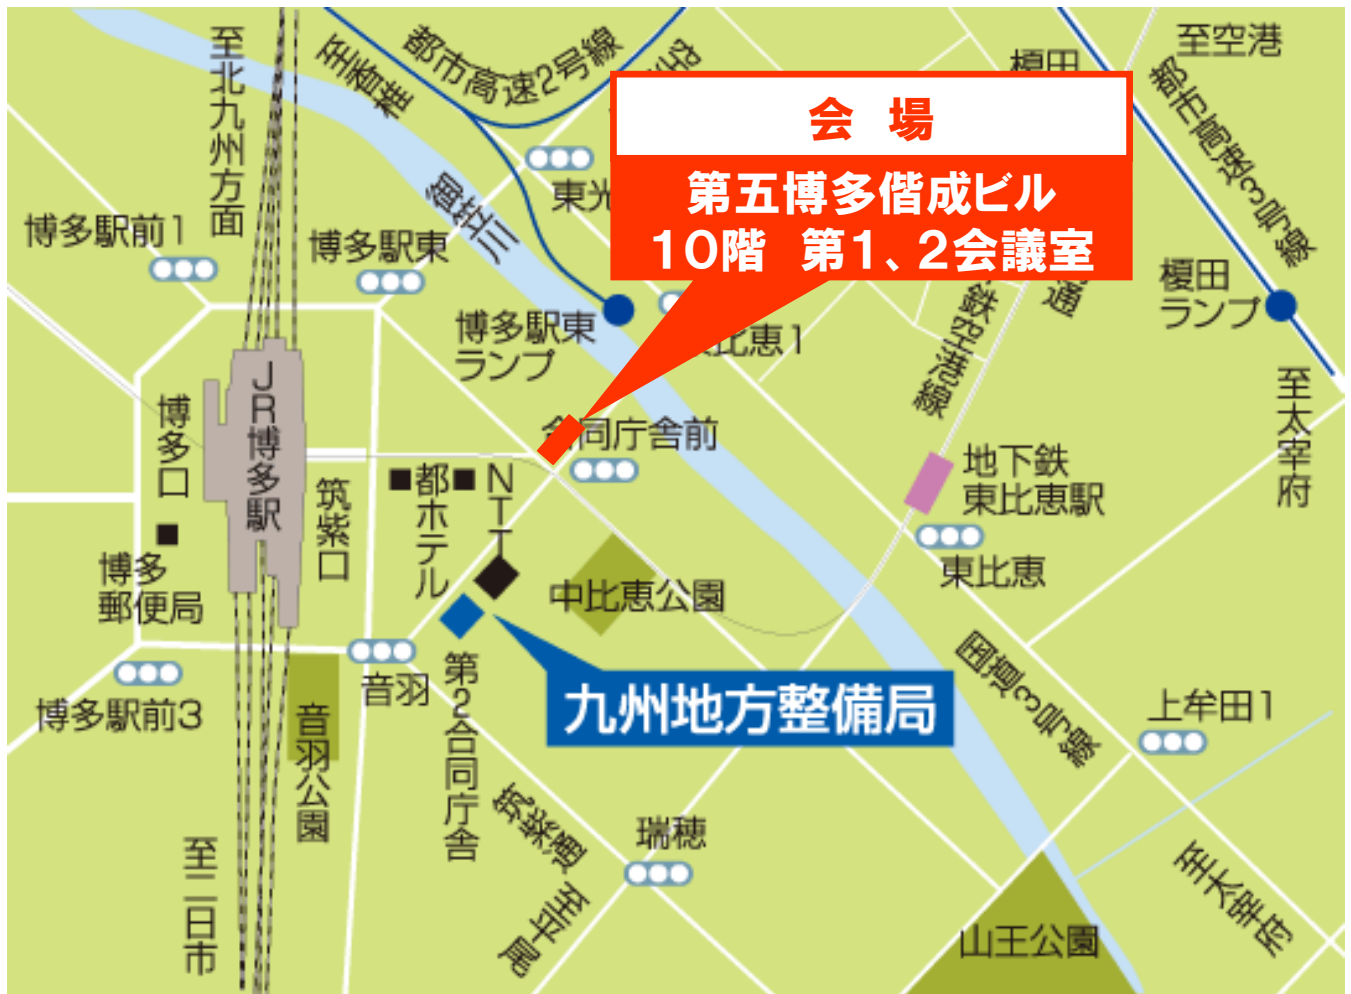 至北九州方面
至香椎
都市高速2号線
榎田
至空港
都市高速3号線
会 場
第五博多偕成ビル
10階 第1、2会議室
博多駅前1
博多駅東
御笠川
東光
榎田
ランプ
博多駅東
ランプ
比恵1
鉄空港線
通
至太宰府
JR博多駅
博多口
筑紫口
都ホテル
NTT
合同庁舎前
地下鉄
東比恵駅
東比恵
博多
郵便局
中比恵公園
九州地方整備局
第2合同庁舎
音羽
音羽公園
博多駅前3
国道3号線
上牟田1
筑紫通
瑞穂
至竹下
至二日市
山王公園
至太宰府